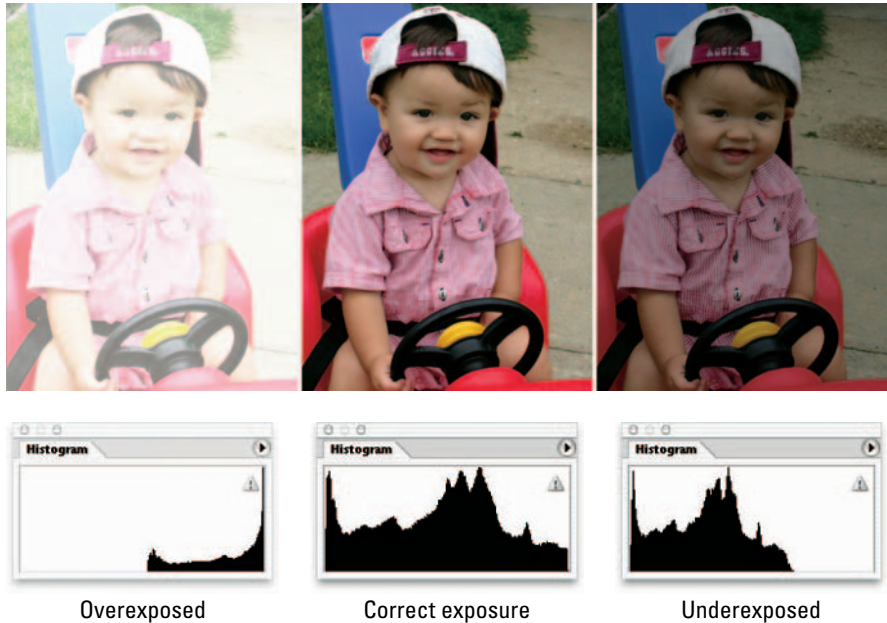 Histogram
Histogram
Histogram
Overexposed
Correct exposure
Underexposed